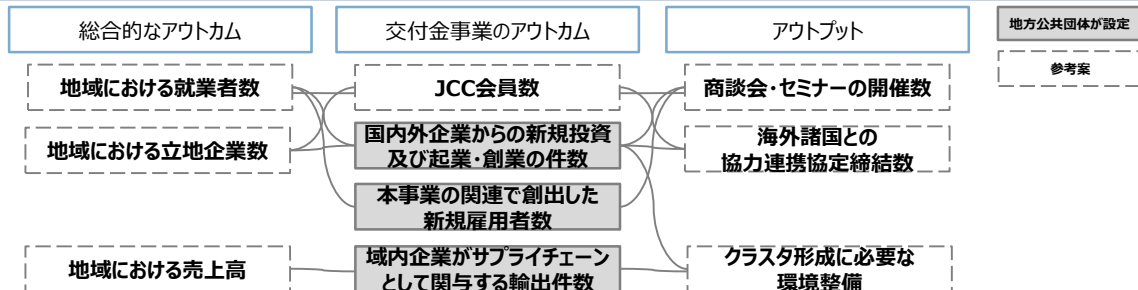 総合的なアウトカム
交付金事業のアウトカム
アウトプット
地方公共団体が設定
参考案
地域における就業者数
JCC会員数
商談会・セミナーの開催数
地域における立地企業数
国内外企業からの新規投資
及び起業・創業の件数
海外諸国との
協力連携協定締結数
本事業の関連で創出した
新規雇用者数
地域における売上高
域内企業がサプライチェーン
として関与する輸出件数
クラスタ形成に必要な
環境整備